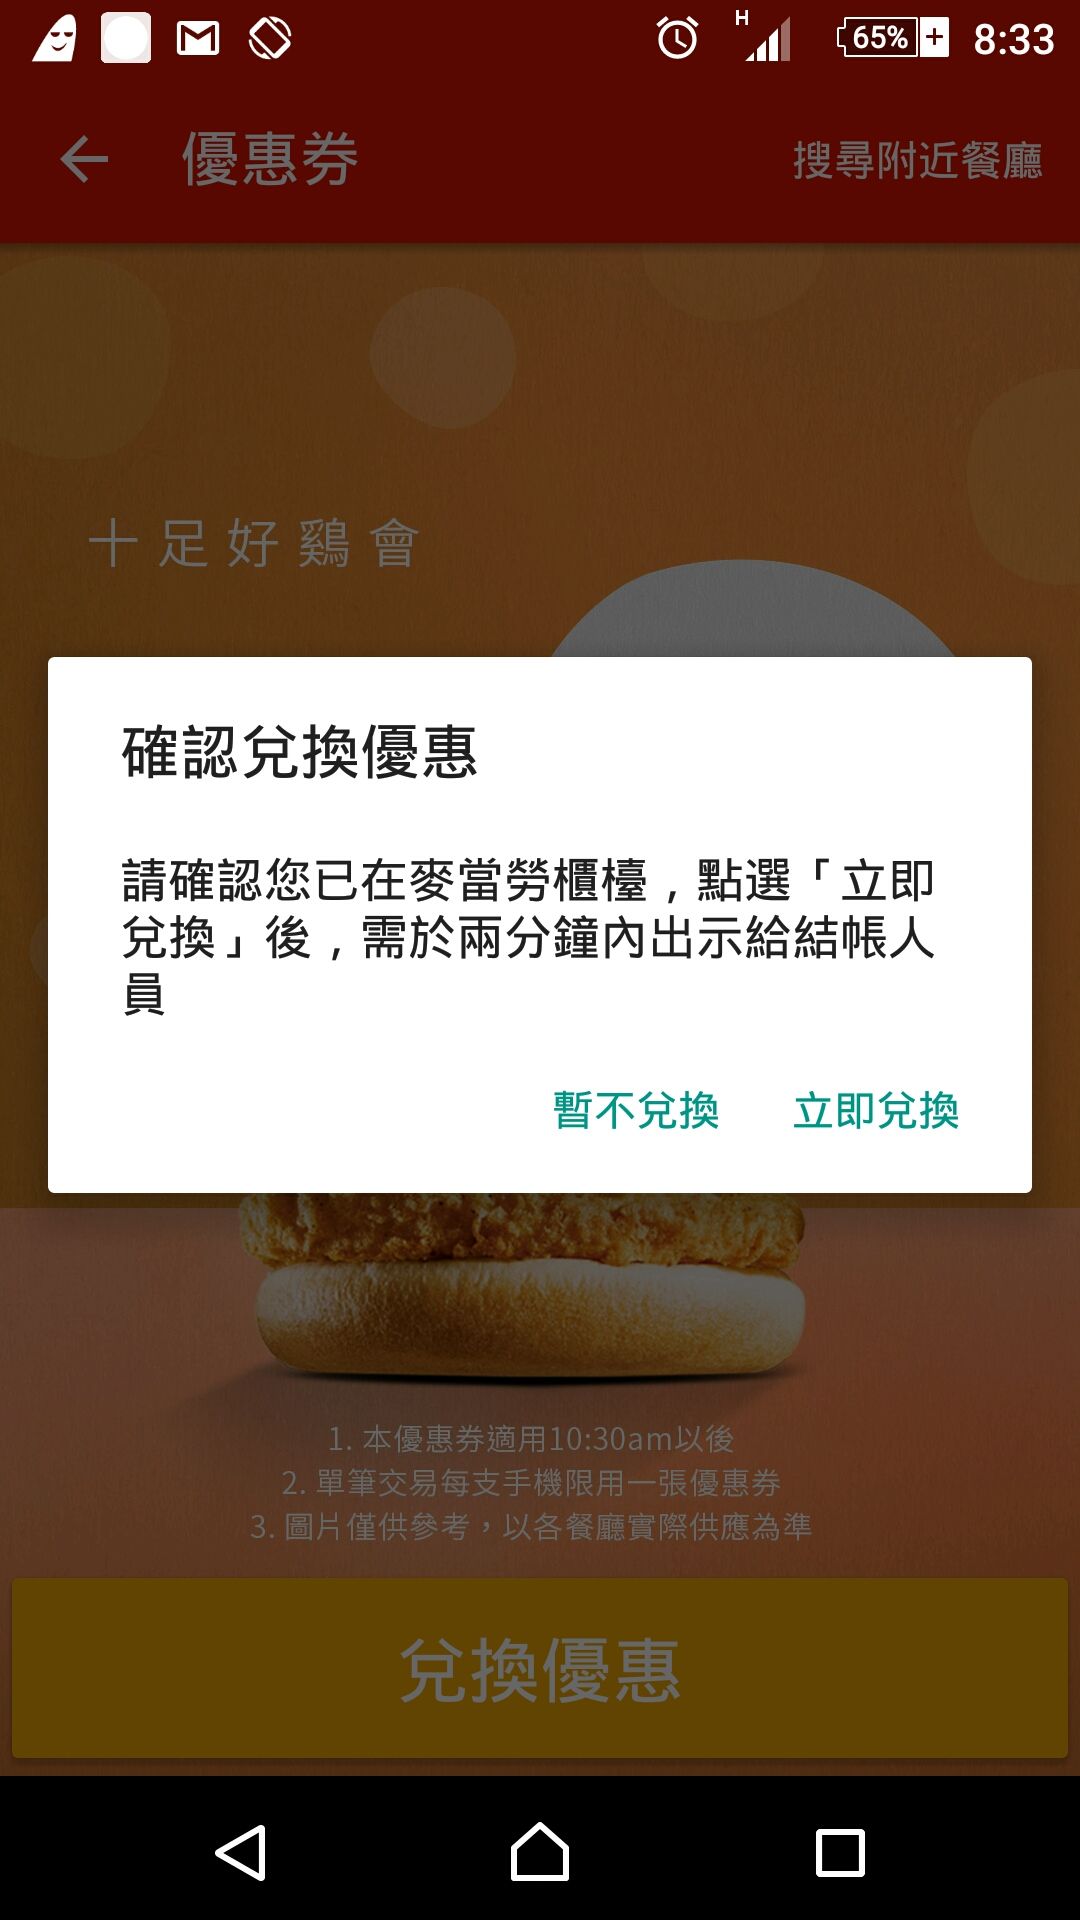 H
65%
8:33
優惠券
搜尋附近餐廳
十足好鷄會
確認兌換優惠
請確認您已在麥當勞櫃檯，點選「立即
兌換」後，需於兩分鐘內出示給結帳人
員
暫不兌換
立即兌換
1. 本優惠券適用10:30am以後
2. 單筆交易每支手機限用一張優惠券
3. 圖片僅供參考，以各餐廳實際供應為準
兌換優惠